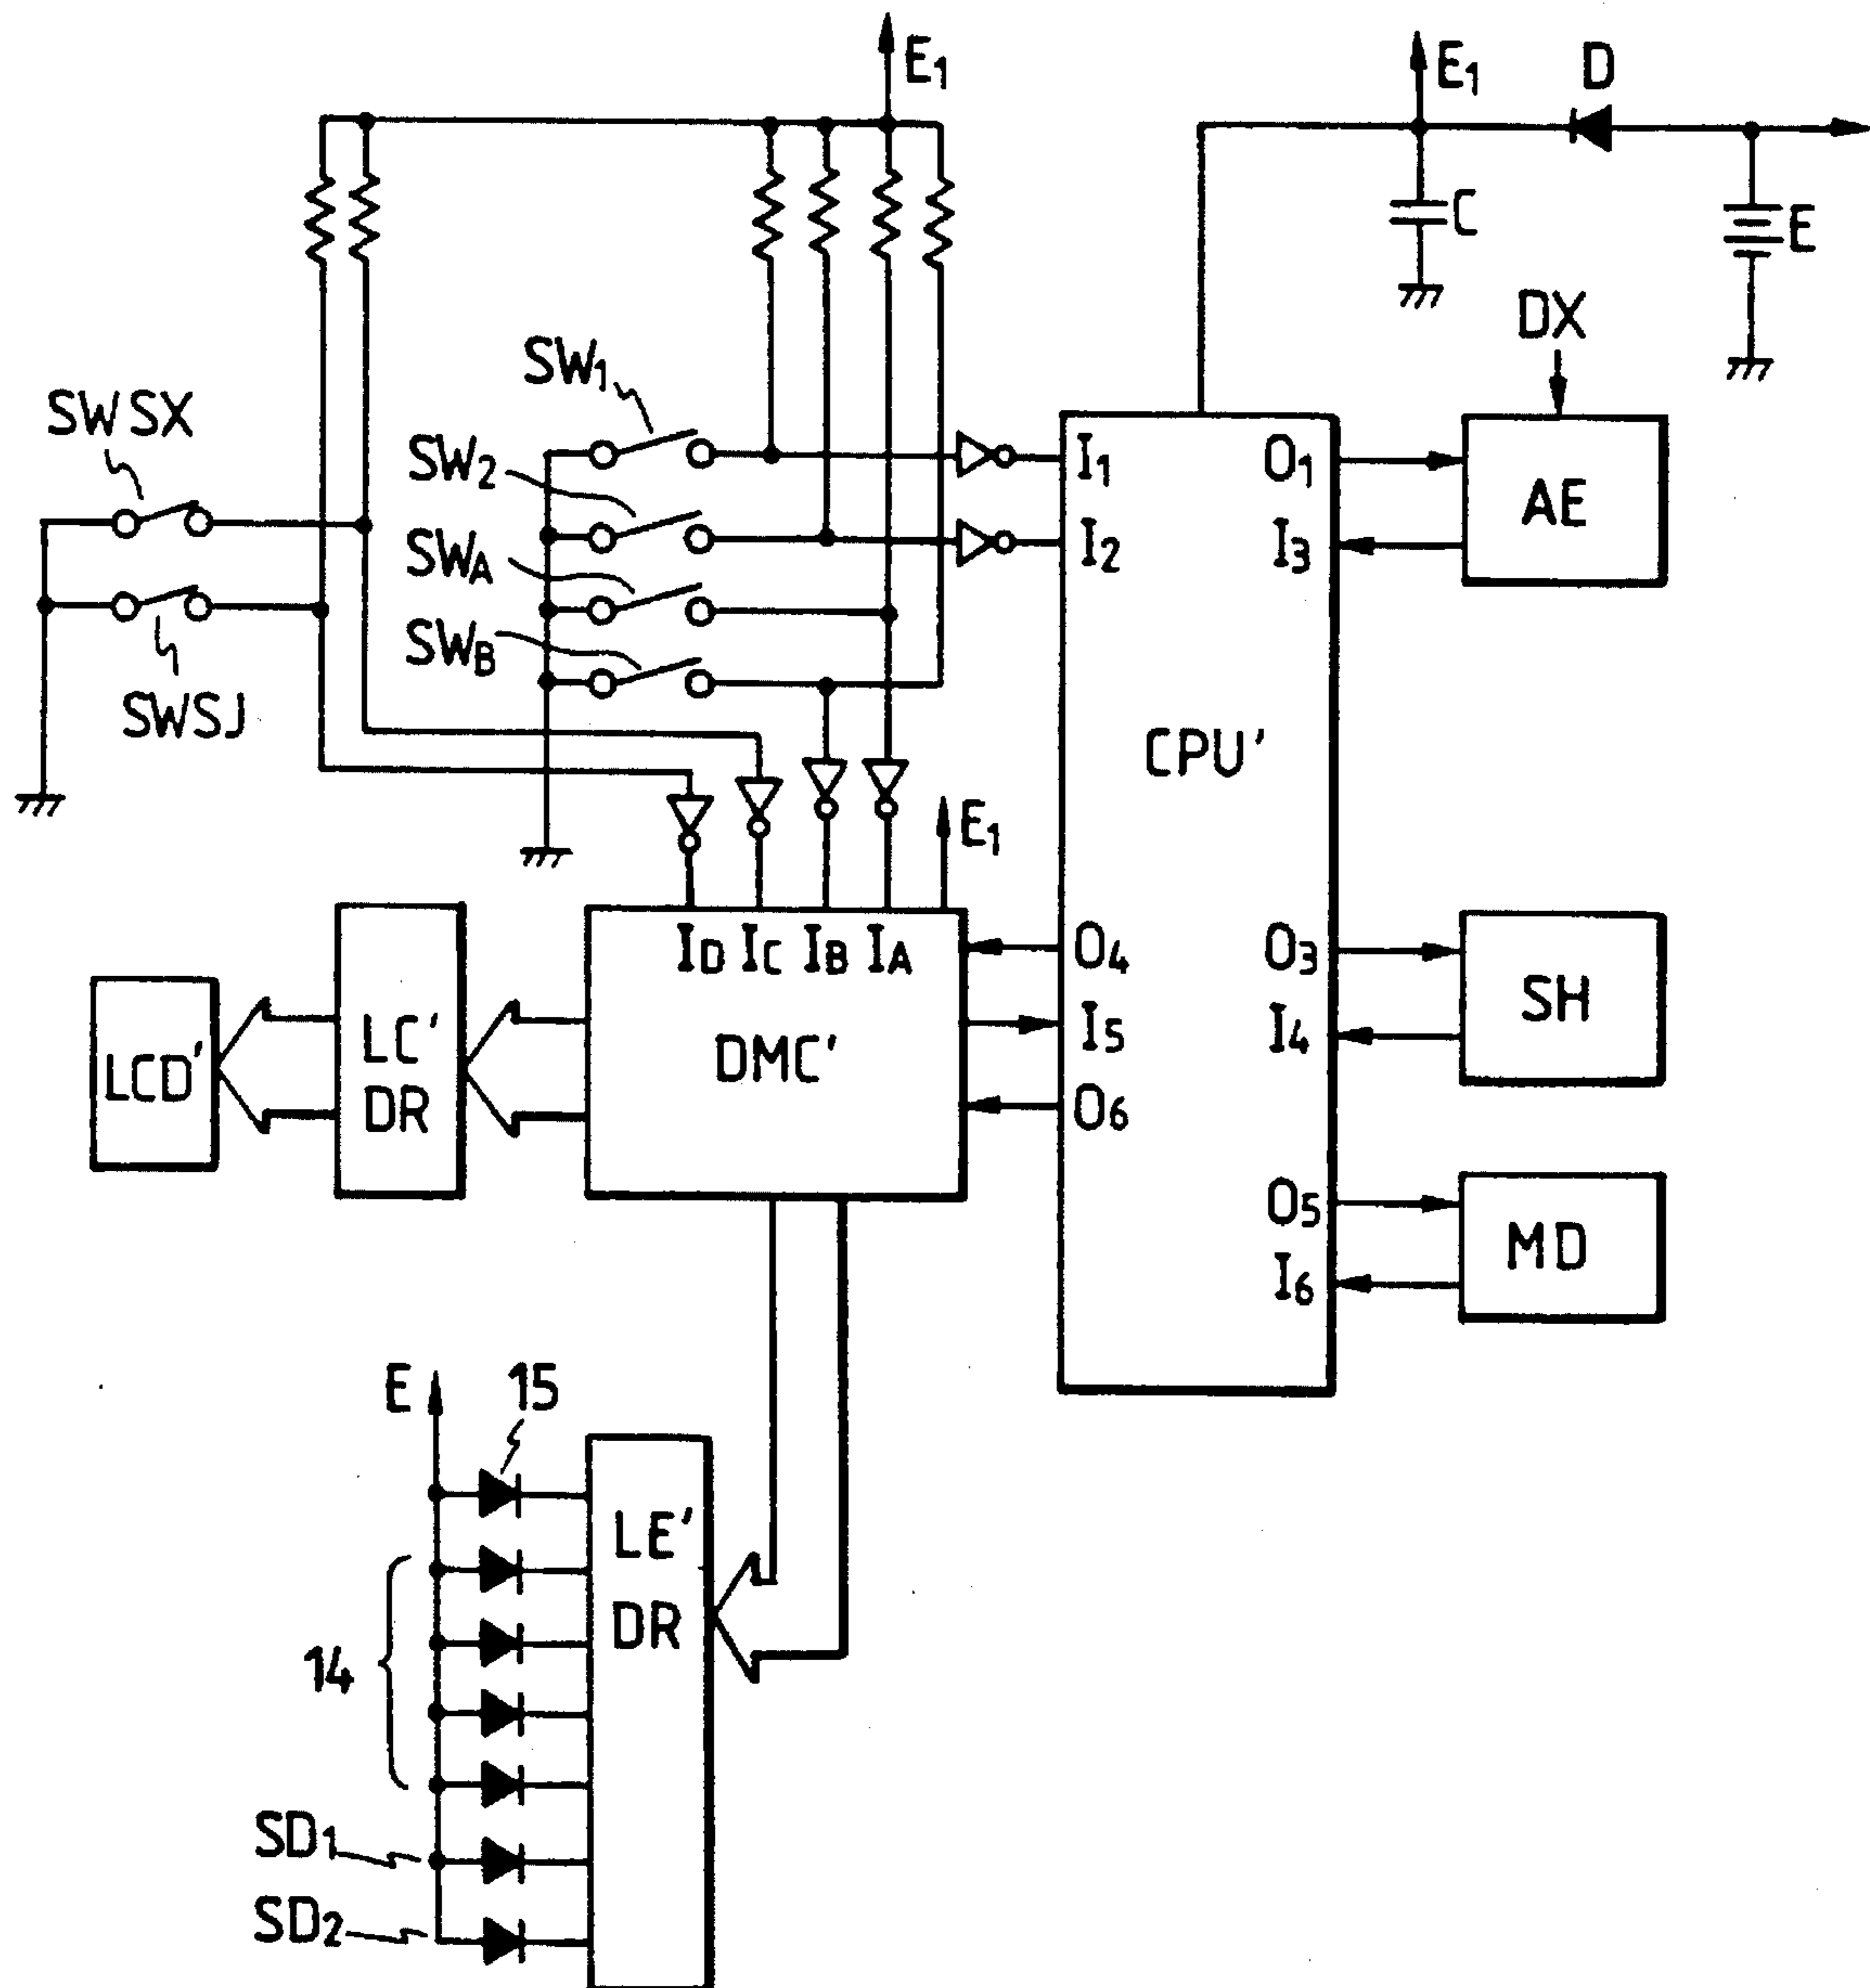 E1
E1
D
C
E
DX
SW1
SWSX
SW2
SWA
SWB
SWSJ
I1
O1
AE
I2
I3
CPU'
E1
ID IC IB IA
O4
O3
SH
LCD'
LC'
DR
DMC'
I5
I4
O6
O5
MD
I6
E
15
LE'
DR
14
SD1
SD2